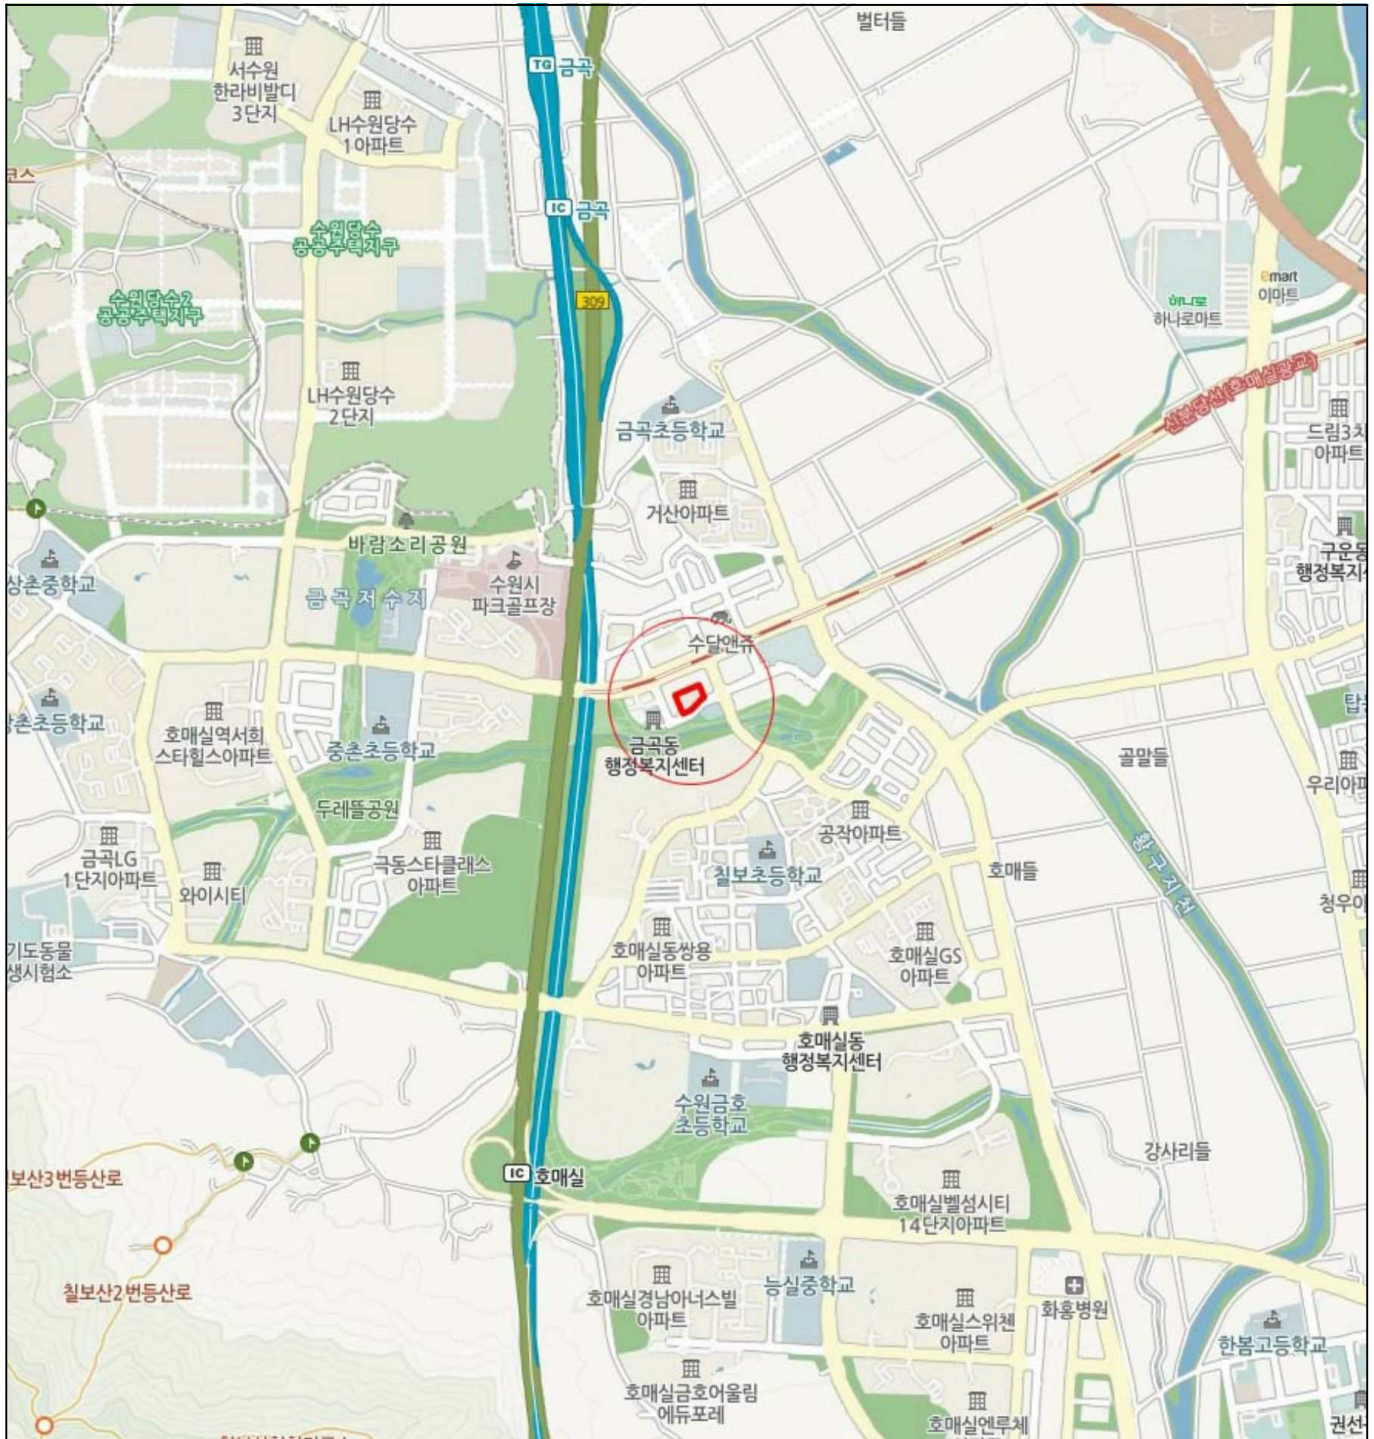 벌터들
TG 금곡
서수원
한라비발디
3단지
LH수원당수
1아파트
코스
IC 금곡
수원당수
공공주택지구
수원당수2
공공주택지구
309
emart
이마트
하나로
하나로마트
신분당선(호매실광교)
LH수원당수
2단지
금곡초등학교
드림3차
아파트
거산아파트
바람소리공원
구운동
행정복지
상촌중학교
금곡저수지
수원시
파크골프장
수달앤쥬
상촌초등학교
호매실역서희
스타힐스아파트
중촌초등학교
금곡동
행정복지센터
골말들
우리아파
두레뜰공원
공작아파트
금곡LG
1단지아파트
와이시티
극동스타클래스
아파트
칠보초등학교
호매들
황구지천
청우아
기도동물
생시험소
호매실동쌍용
아파트
호매실GS
아파트
호매실동
행정복지센터
수원금호
초등학교
강사리들
보산3번등산로
IC 호매실
호매실벨섬시티
14단지아파트
칠보산2번등산로
호매실경남아너스빌
아파트
능실중학교
호매실스위첸
아파트
화홍병원
한봄고등학교
호매실금호어울림
에듀포레
호매실엔루체
권선